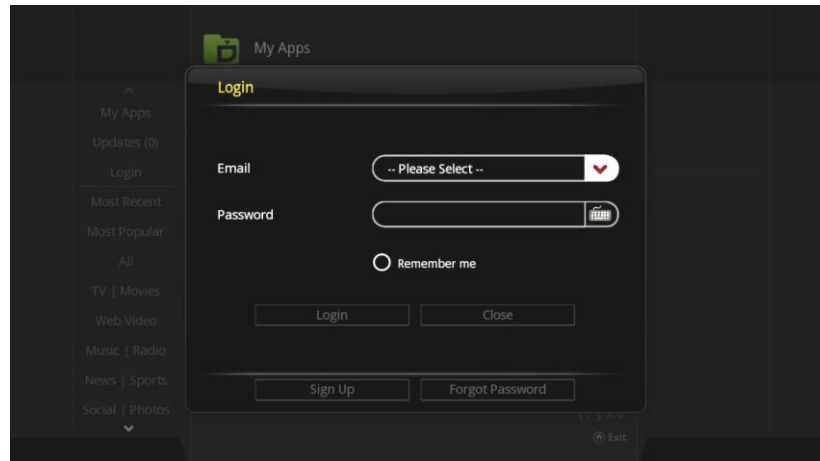 My Apps
Login
My Apps
Updates (0)
Login
Most Recent
Most Popular
All
TV | Movies
Web Video
Music | Radio
News | Sports
Social | Photos
Email
-- Please Select --
Password
Remember me
Login
Close
Sign Up
Forgot Password
Exit